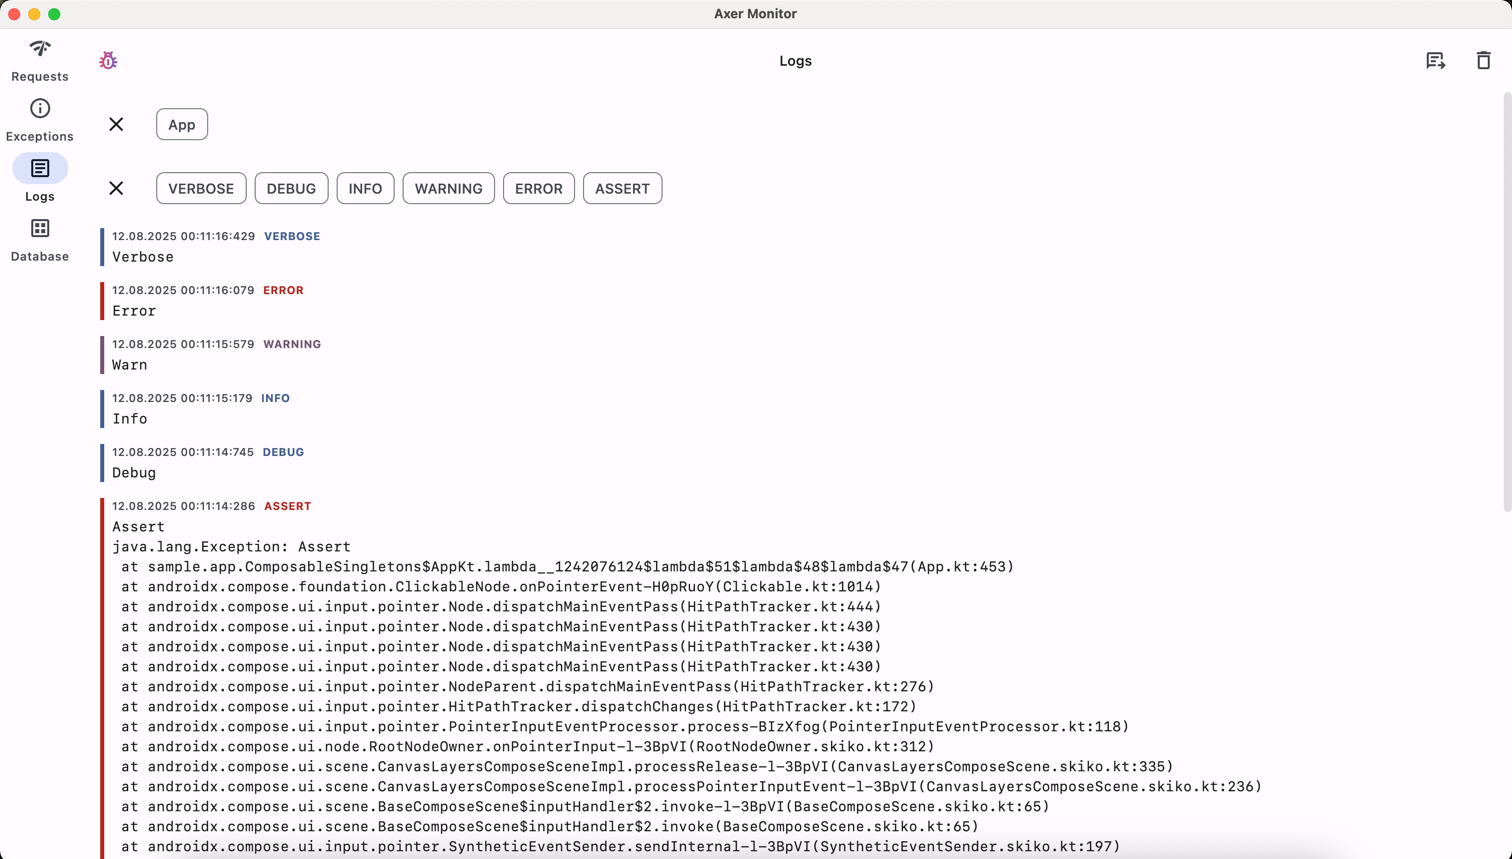 Axer Monitor
Requests
Exceptions
Logs
Database
Logs
App
VERBOSE DEBUG INFO WARNING ERROR ASSERT
12.08.2025 00:11:16:429 VERBOSE
Verbose
12.08.2025 00:11:16:079 ERROR
Error
12.08.2025 00:11:15:579 WARNING
Warn
12.08.2025 00:11:15:179 INFO
Info
12.08.2025 00:11:14:745 DEBUG
Debug
12.08.2025 00:11:14:286 ASSERT
Assert
java.lang.Exception: Assert
at sample.app.ComposableSingletons$AppKt.lambda__1242076124$lambda$51$lambda$48$lambda$47(App.kt:453)
at androidx.compose.foundation.ClickableNode.onPointerEvent-H0pRuoY(Clickable.kt:1014)
at androidx.compose.ui.input.pointer.Node.dispatchMainEventPass(HitPathTracker.kt:444)
at androidx.compose.ui.input.pointer.Node.dispatchMainEventPass(HitPathTracker.kt:430)
at androidx.compose.ui.input.pointer.Node.dispatchMainEventPass(HitPathTracker.kt:430)
at androidx.compose.ui.input.pointer.Node.dispatchMainEventPass(HitPathTracker.kt:430)
at androidx.compose.ui.input.pointer.NodeParent.dispatchMainEventPass(HitPathTracker.kt:276)
at androidx.compose.ui.input.pointer.HitPathTracker.dispatchChanges(HitPathTracker.kt:172)
at androidx.compose.ui.input.pointer.PointerInputEventProcessor.process-BIzXfog(PointerInputEventProcessor.kt:118)
at androidx.compose.ui.node.RootNodeOwner.onPointerInput-l-3BpVI(RootNodeOwner.skiko.kt:312)
at androidx.compose.ui.scene.CanvasLayersComposeSceneImpl.processRelease-l-3BpVI(CanvasLayersComposeScene.skiko.kt:335)
at androidx.compose.ui.scene.CanvasLayersComposeSceneImpl.processPointerInputEvent-l-3BpVI(CanvasLayersComposeScene.skiko.kt:236)
at androidx.compose.ui.scene.BaseComposeScene$inputHandler$2.invoke-l-3BpVI(BaseComposeScene.skiko.kt:65)
at androidx.compose.ui.scene.BaseComposeScene$inputHandler$2.invoke(BaseComposeScene.skiko.kt:65)
at androidx.compose.ui.input.pointer.SyntheticEventSender.sendInternal-l-3BpVI(SyntheticEventSender.skiko.kt:197)